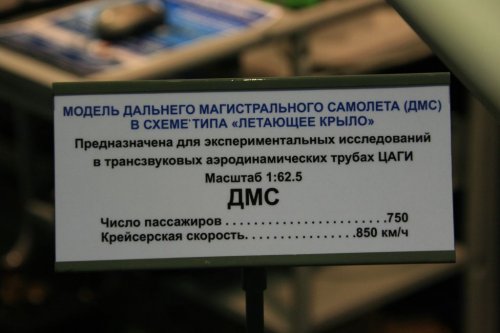 МОДЕЛЬ ДАЛЬНЕГО МАГИСТРАЛЬНОГО САМОЛЕТА (ДМС)
В СХЕМЕ ТИПА «ЛЕТАЮЩЕЕ КРЫЛО»
Предназначена для экспериментальных исследований
в трансзвуковых аэродинамических трубах ЦАГИ
Масштаб 1:62.5
ДМС
Число пассажиров . . . . . . . . . . . . . . . . . . . . . .750
Крейсерская скорость. . . . . . . . . . . . . . . .850 км/ч